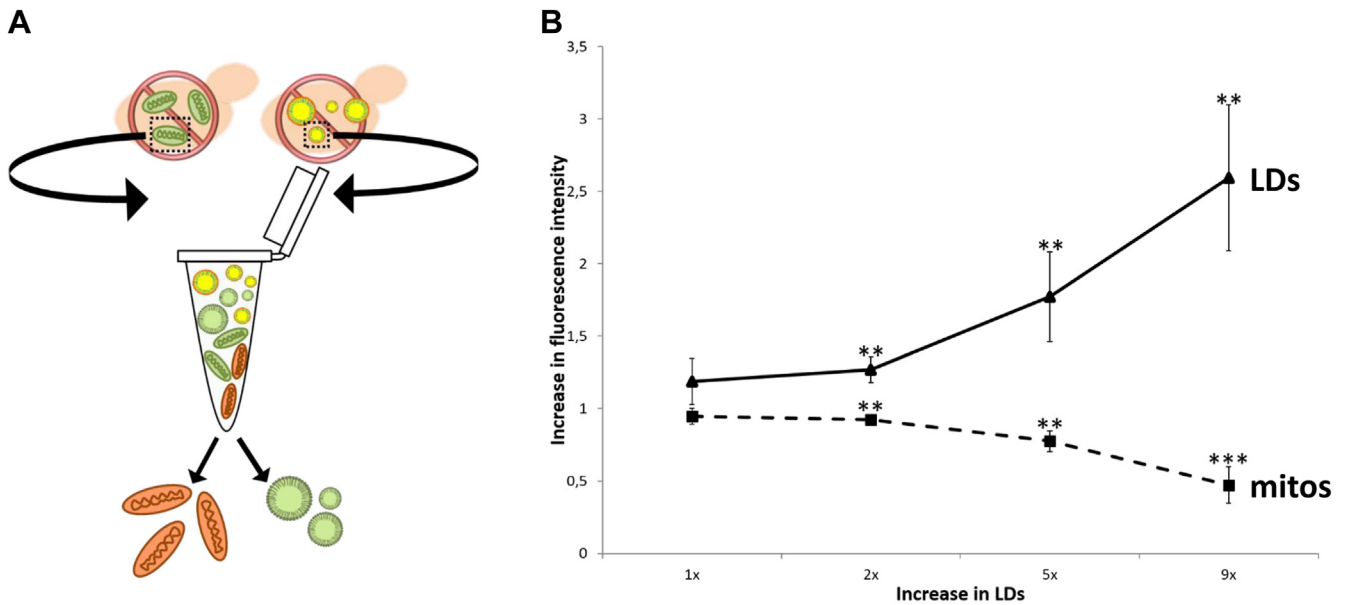 A
B
3,5
3
2,5
2
1,5
1
0,5
0
Increase in fluorescence intensity
**
**
**
**
**
***
LDs
mitos
1x
2x
5x
9x
Increase in LDs